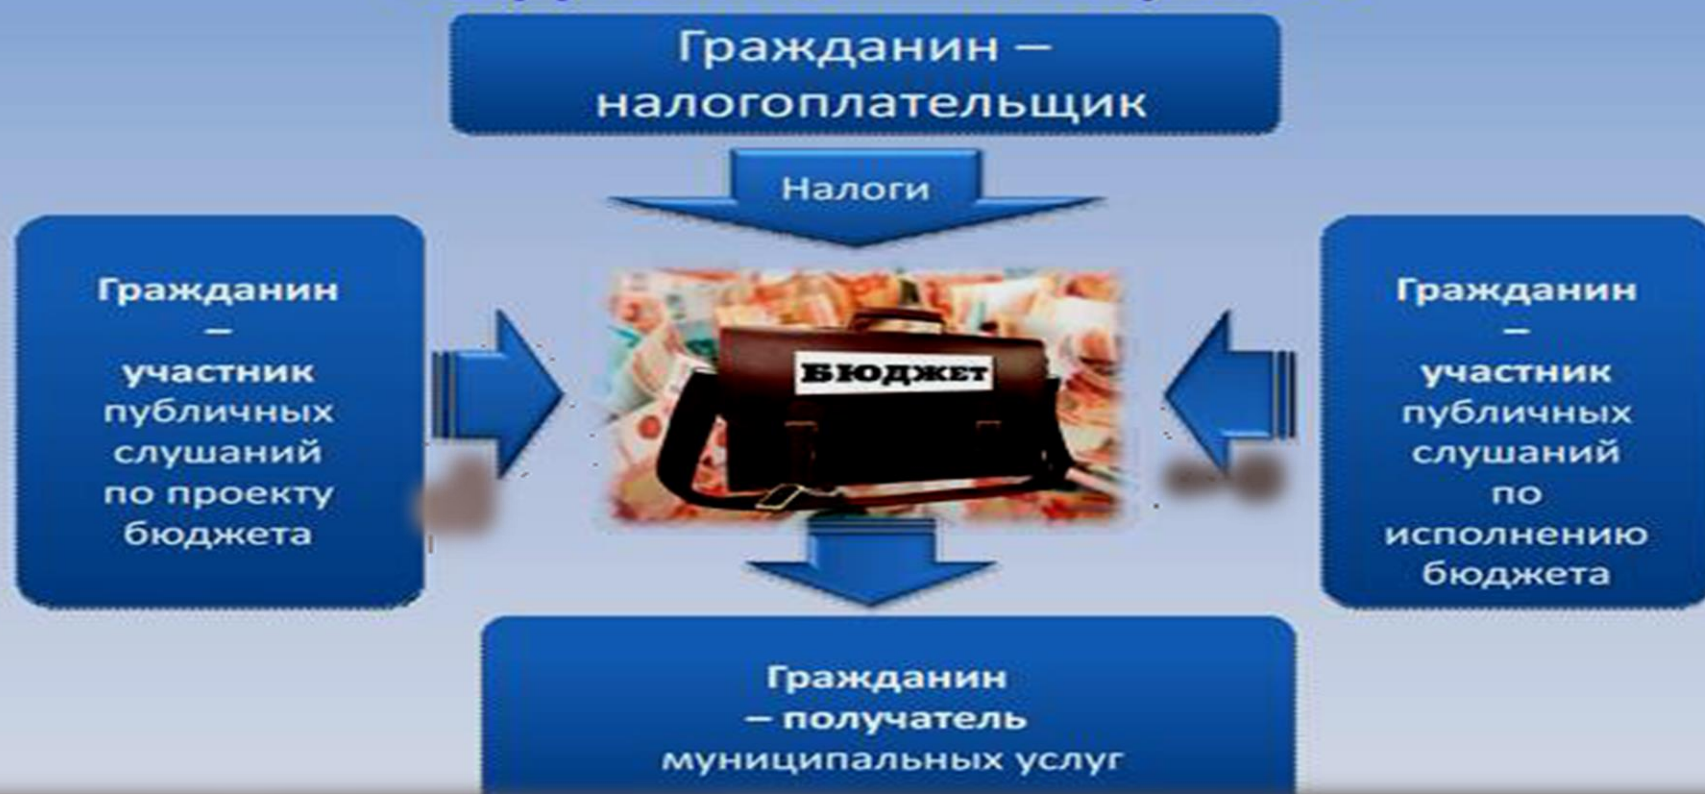 Гражданин –
налогоплательщик
Налоги
Гражданин
–
участник
публичных
слушаний
по проекту
бюджета
БЮДЖЕТ
Гражданин
–
участник
публичных
слушаний
по
исполнению
бюджета
Гражданин
– получатель
муниципальных услуг